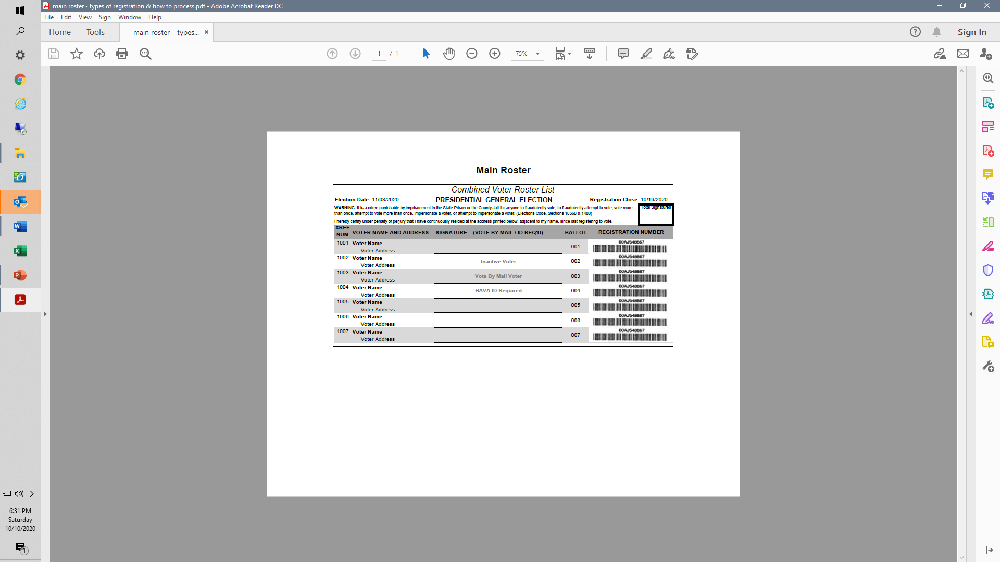 main roster - types of registration & how to process.pdf - Adobe Acrobat Reader DC
File Edit View Sign Window Help
Home Tools main roster - types... × Sign In
1 / 1 75%
Main Roster
Combined Voter Roster List
Election Date: 11/03/2020 PRESIDENTIAL GENERAL ELECTION Registration Close: 10/19/2020
WARNING: It is a crime punishable by imprisonment in the State Prison or the County Jail for anyone to fraudulently vote, to fraudulently attempt to vote, vote more
than once, attempt to vote more than once, impersonate a voter, or attempt to impersonate a voter. (Elections Code, Sections 18560 & 1408)
Total Signatures
I hereby certify under penalty of perjury that I have continuously resided at the address printed below, adjacent to my name, since last registering to vote.
XREF NUM VOTER NAME AND ADDRESS SIGNATURE (VOTE BY MAIL / ID REQ'D) BALLOT REGISTRATION NUMBER
1001 Voter Name 001 00AJ548867
Voter Address
1002 Voter Name Inactive Voter 002 00AJ548867
Voter Address
1003 Voter Name Vote By Mail Voter 003 00AJ548867
Voter Address
1004 Voter Name HAVA ID Required 004 00AJ548867
Voter Address
1005 Voter Name 005 00AJ548867
Voter Address
1006 Voter Name 006 00AJ548867
Voter Address
1007 Voter Name 007 00AJ548867
Voter Address
6:31 PM
Saturday
10/10/2020
1